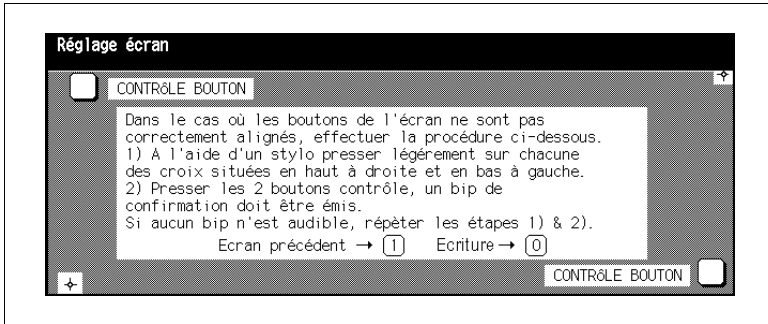 Réglage écran
CONTRôLE BOUTON
Dans le cas où les boutons de l'écran ne sont pas
correctement alignés, effectuer la procédure ci-dessous.
1) A l'aide d'un stylo presser légérement sur chacune
des croix situées en haut à droite et en bas à gauche.
2) Presser les 2 boutons contrôle, un bip de
confirmation doit être émis.
Si aucun bip n'est audible, répèter les étapes 1) & 2).
Ecran précédent → 1 Ecriture → 0
CONTRôLE BOUTON